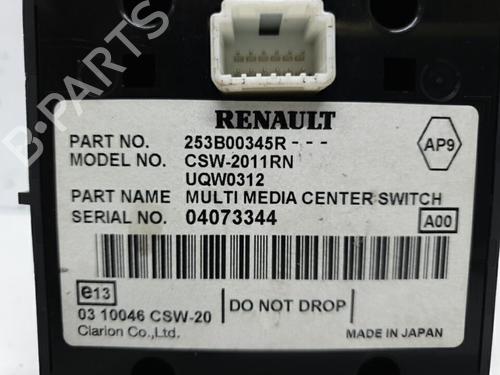 B-PARTS
RENAULT
PART NO. 253B00345R - - -
AP9
MODEL NO. CSW-2011RN
UQW0312
PART NAME MULTI MEDIA CENTER SWITCH
SERIAL NO. 04073344
A00
e13
DO NOT DROP
03 10046 CSW-20
Clarion Co.,Ltd.
MADE IN JAPAN